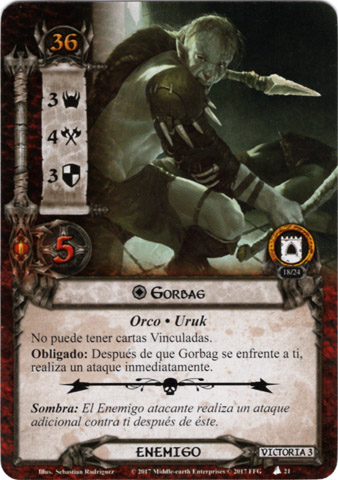 36
3
4
3
5
18/24
Gorbag
Orco • Uruk
No puede tener cartas Vinculadas.
Obligado: Después de que Gorbag se enfrente a ti,
realiza un ataque inmediatamente.
Sombra: El Enemigo atacante realiza un ataque
adicional contra ti después de éste.
ENEMIGO
VICTORIA 3
Illus. Sebastian Rodriguez
© 2017 Middle-earth Enterprises © 2017 FFG
21